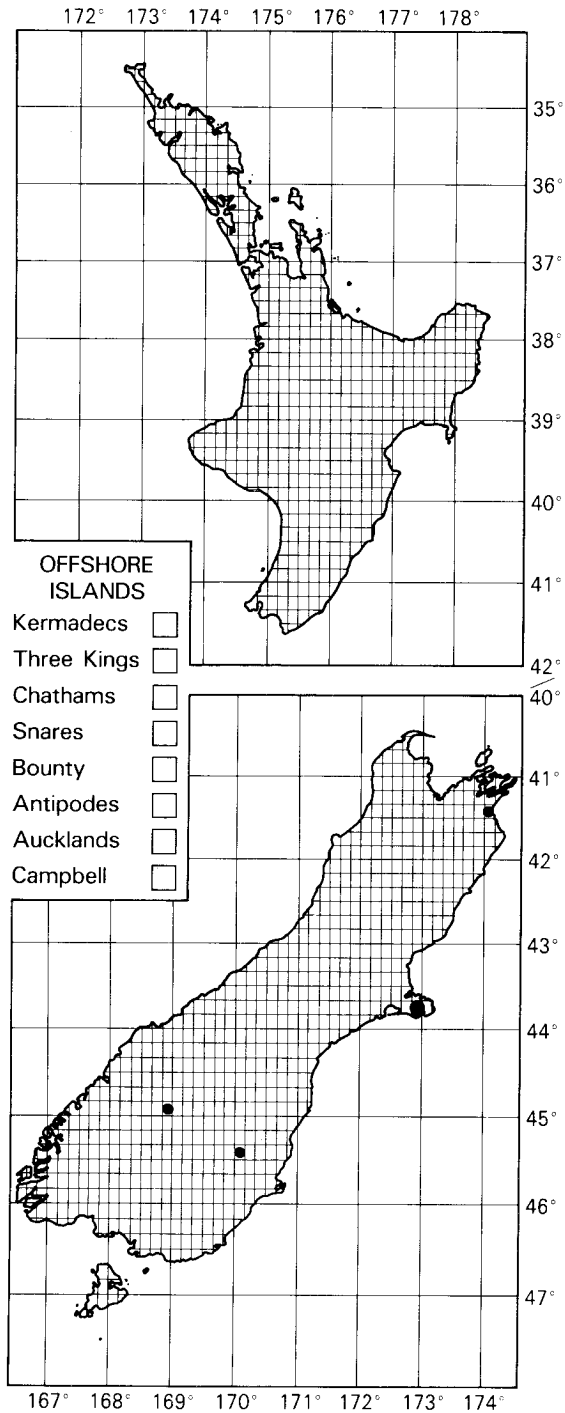 172° 173° 174° 175° 176° 177° 178°
35°
36°
37°
38°
39°
40°
41°
42°
OFFSHORE
ISLANDS
Kermadecs
Three Kings
Chathams
Snares
Bounty
Antipodes
Aucklands
Campbell
40°
41°
42°
43°
44°
45°
46°
47°
167° 168° 169° 170° 171° 172° 173° 174°